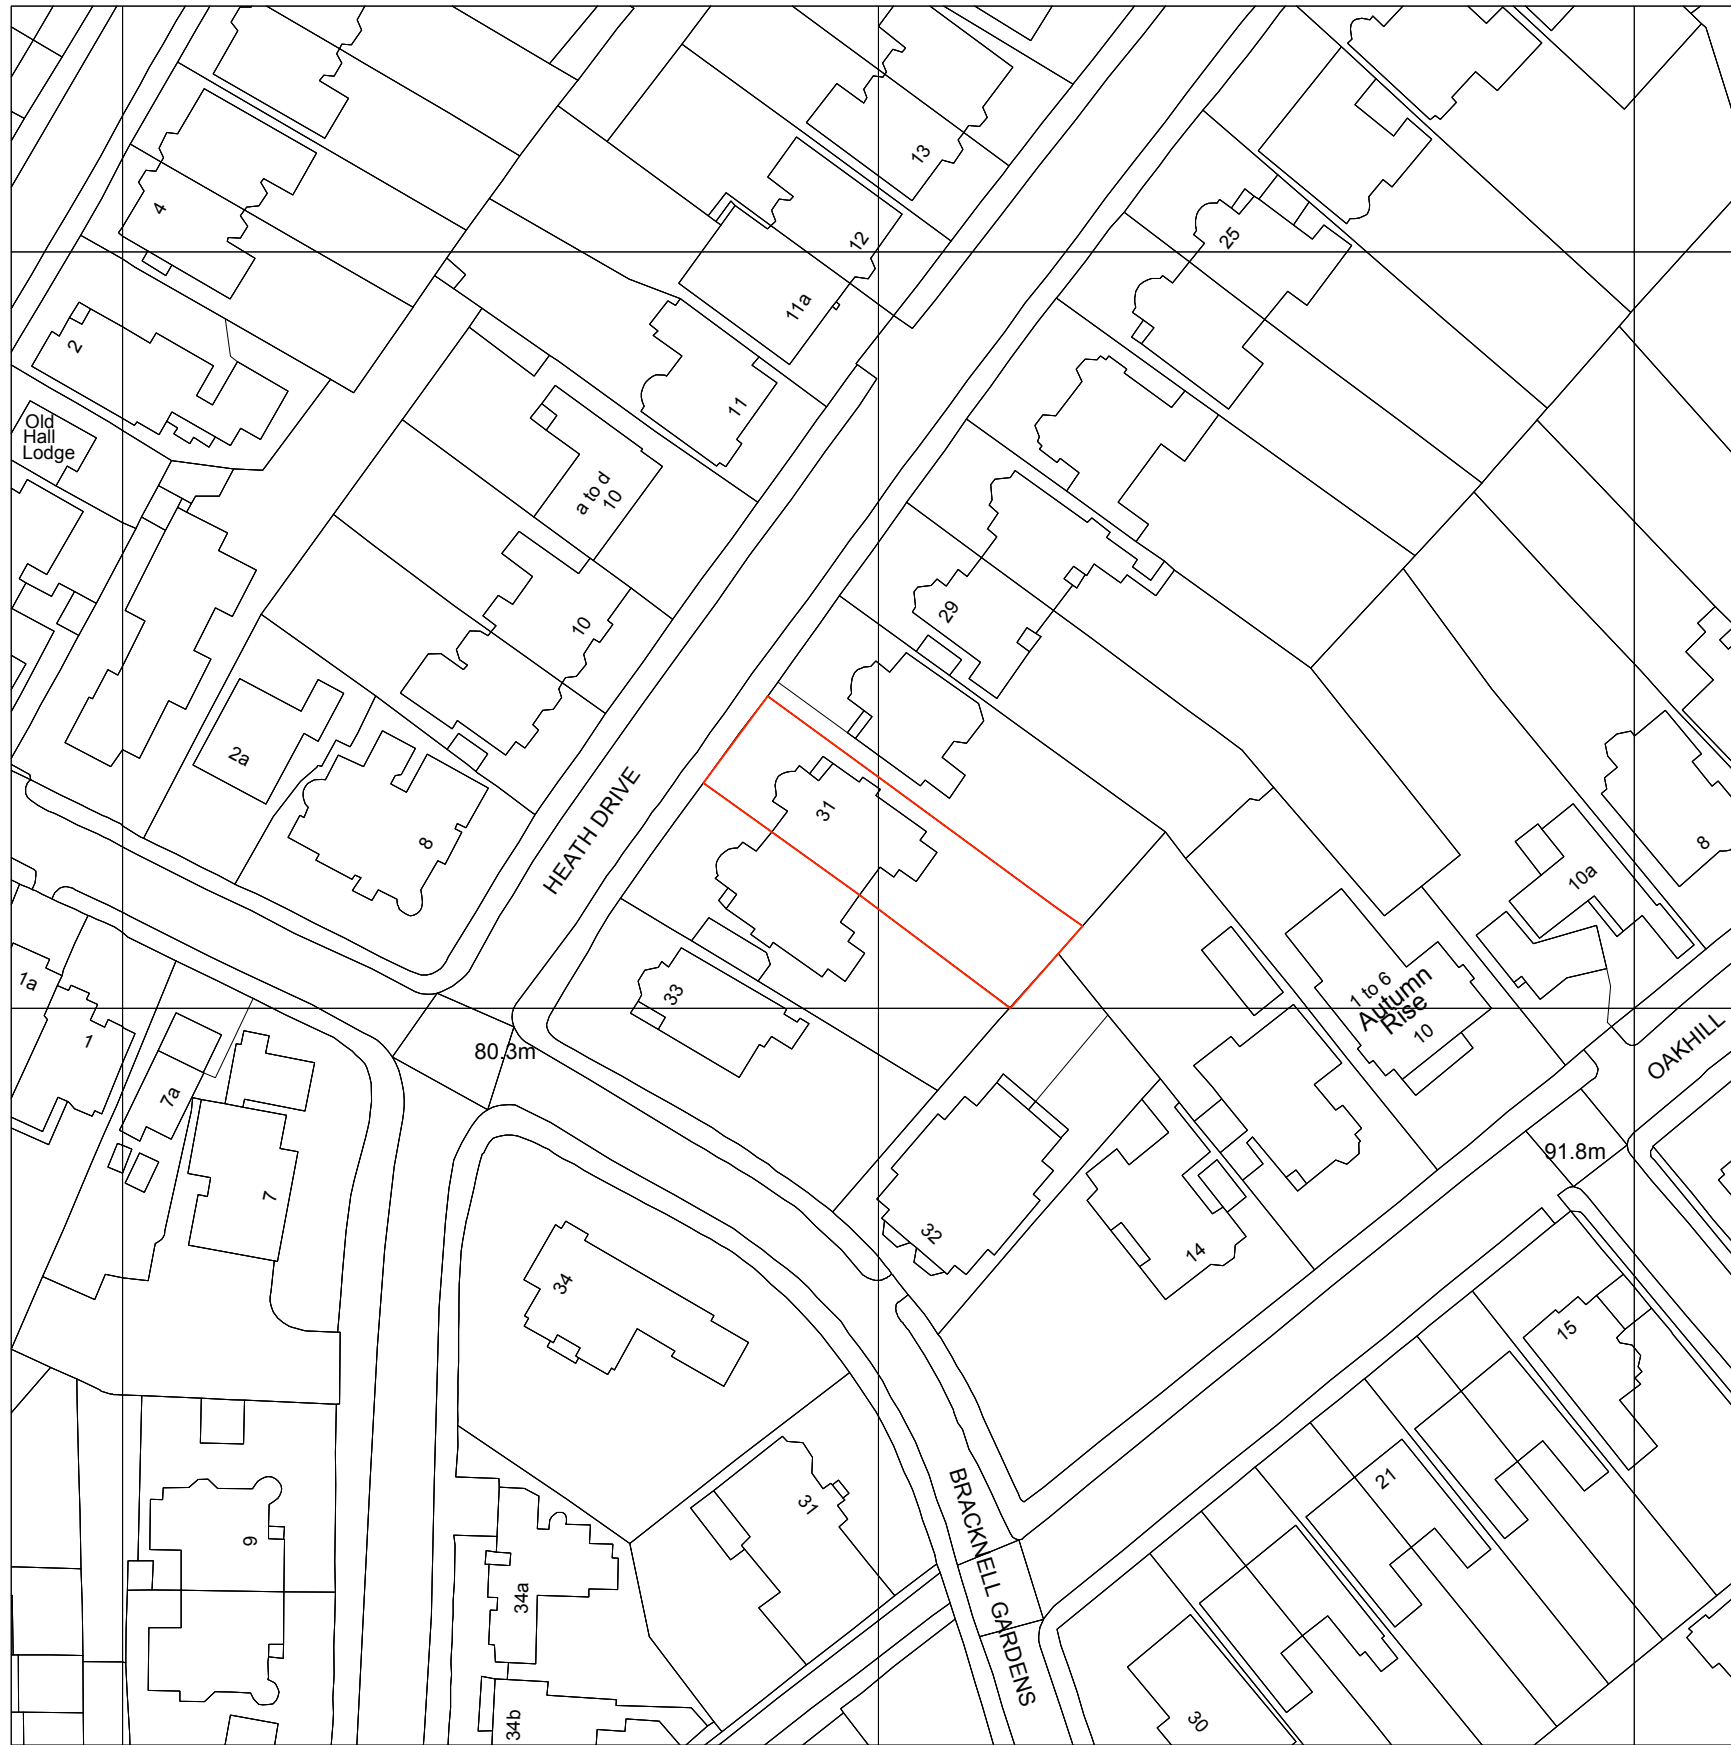 13
4
12
25
11a
2
11
Old
Hall
Lodge
a to d
10
29
10
2a
HEATH DRIVE
31
8
8
10a
1a
33
1 to 6
Autumn
Rise
10
1
80.3m
OAKHILL
7a
91.8m
7
32
14
34
15
21
31
BRACKNELL GARDENS
9
34a
34b
30